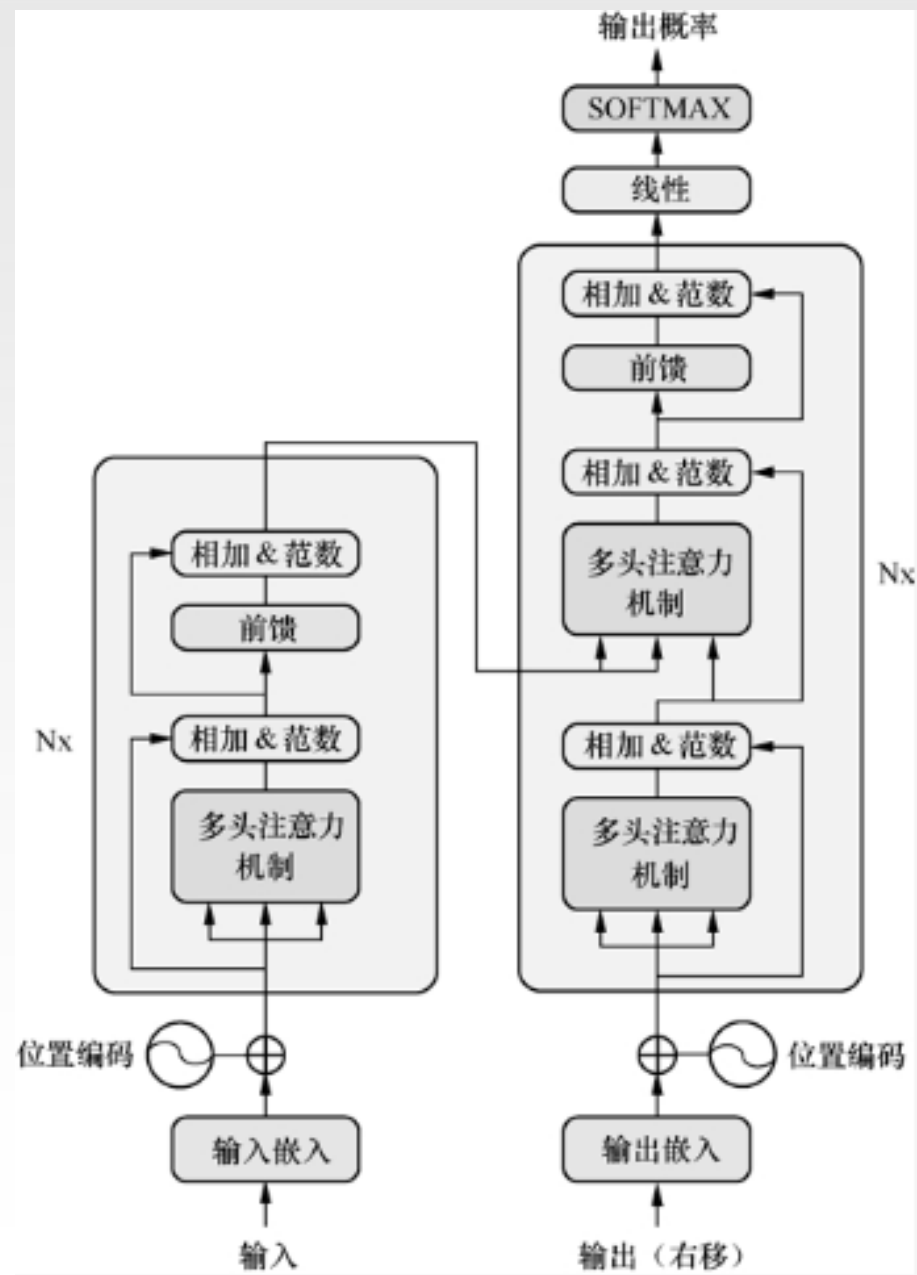 输出概率
SOFTMAX
线性
相加 & 范数
前馈
相加 & 范数
多头注意力
机制
Nx
相加 & 范数
多头注意力
机制
位置编码
输出嵌入
输出（右移）
相加 & 范数
前馈
相加 & 范数
Nx
多头注意力
机制
位置编码
输入嵌入
输入